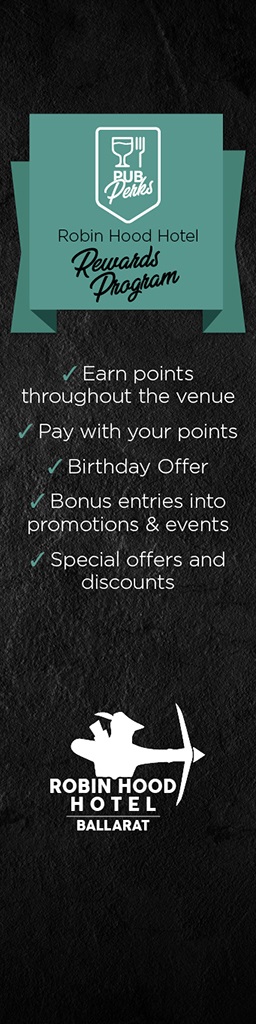 PUB
Perks
Robin Hood Hotel
Rewards
Program
✓ Earn points
throughout the venue
✓ Pay with your points
✓ Birthday Offer
✓ Bonus entries into
promotions & events
✓ Special offers and
discounts
ROBIN HOOD
HOTEL
BALLARAT